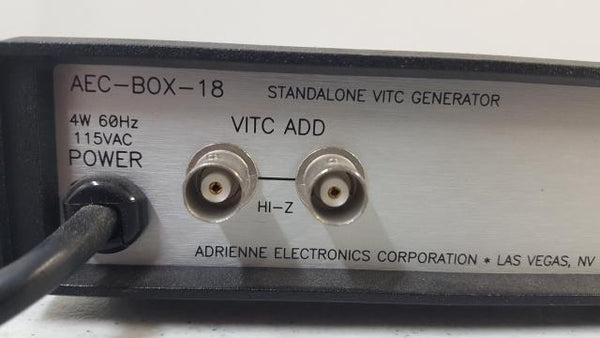 AEC-BOX-18
STANDALONE VITC GENERATOR
4W 60Hz
115VAC
POWER
VITC ADD
HI-Z
ADRIENNE ELECTRONICS CORPORATION * LAS VEGAS, NV